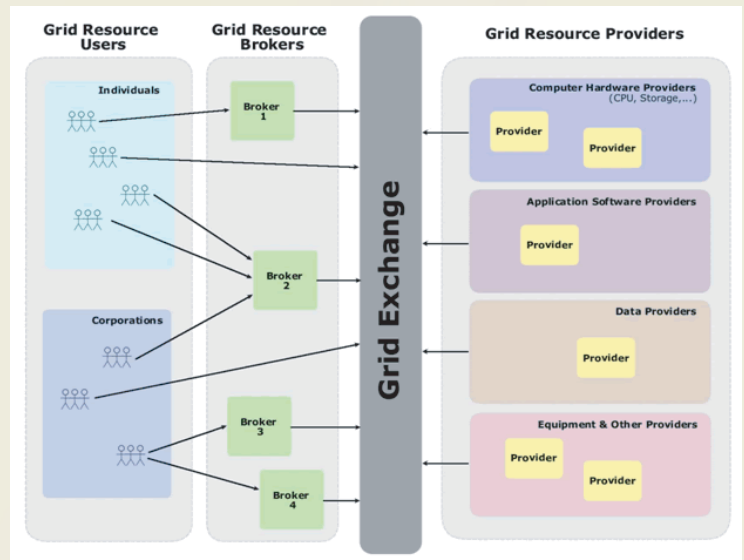 Grid Resource
Users
Individuals
Corporations
Grid Resource
Brokers
Broker
1
Broker
2
Broker
3
Broker
4
Grid Exchange
Grid Resource Providers
Computer Hardware Providers
(CPU, Storage,...)
Provider
Provider
Application Software Providers
Provider
Data Providers
Provider
Equipment & Other Providers
Provider
Provider